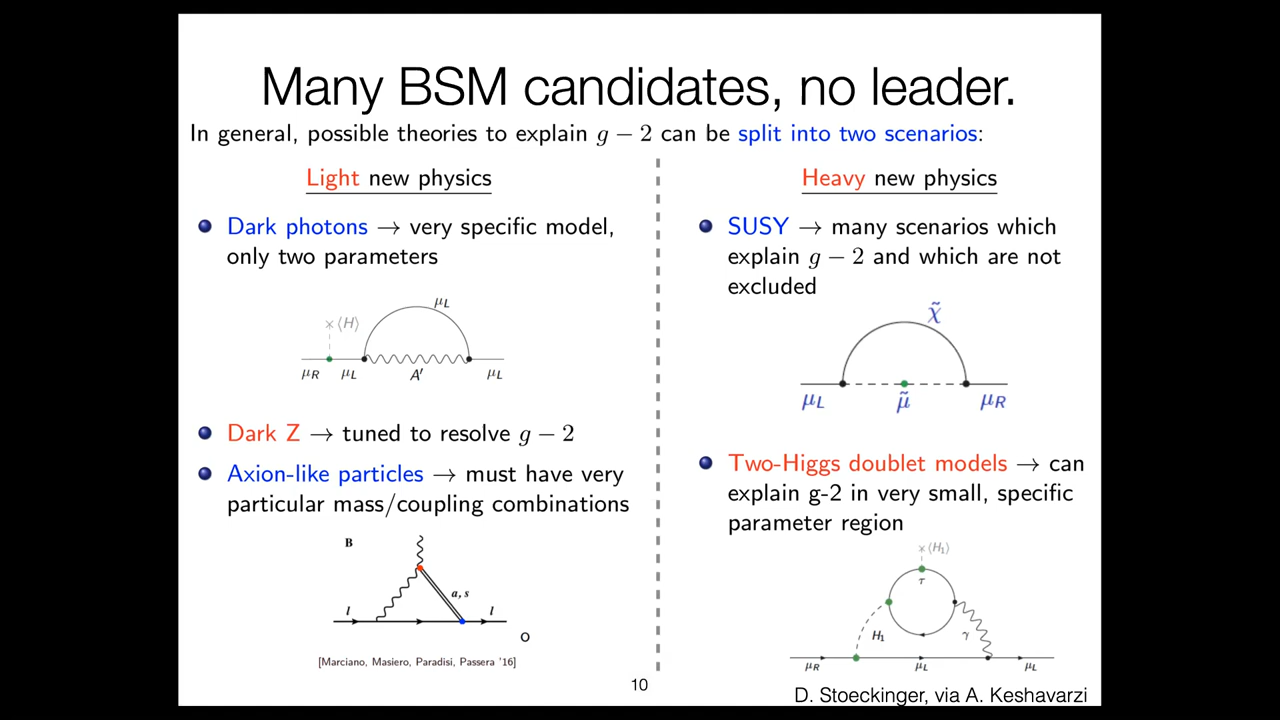 Many BSM candidates, no leader.
In general, possible theories to explain g − 2 can be split into two scenarios:
Light new physics
Dark photons → very specific model,
only two parameters
μL
×⟨H⟩
μR μL A′ μL
Dark Z → tuned to resolve g − 2
Axion-like particles → must have very
particular mass/coupling combinations
B
a, s
l l
O
[Marciano, Masiero, Paradisi, Passera '16]
Heavy new physics
SUSY → many scenarios which
explain g − 2 and which are not
excluded
χ̃
μL μ̃ μR
Two-Higgs doublet models → can
explain g-2 in very small, specific
parameter region
×⟨H₁⟩
τ
H₁ γ
μR μL μL
10
D. Stoeckinger, via A. Keshavarzi